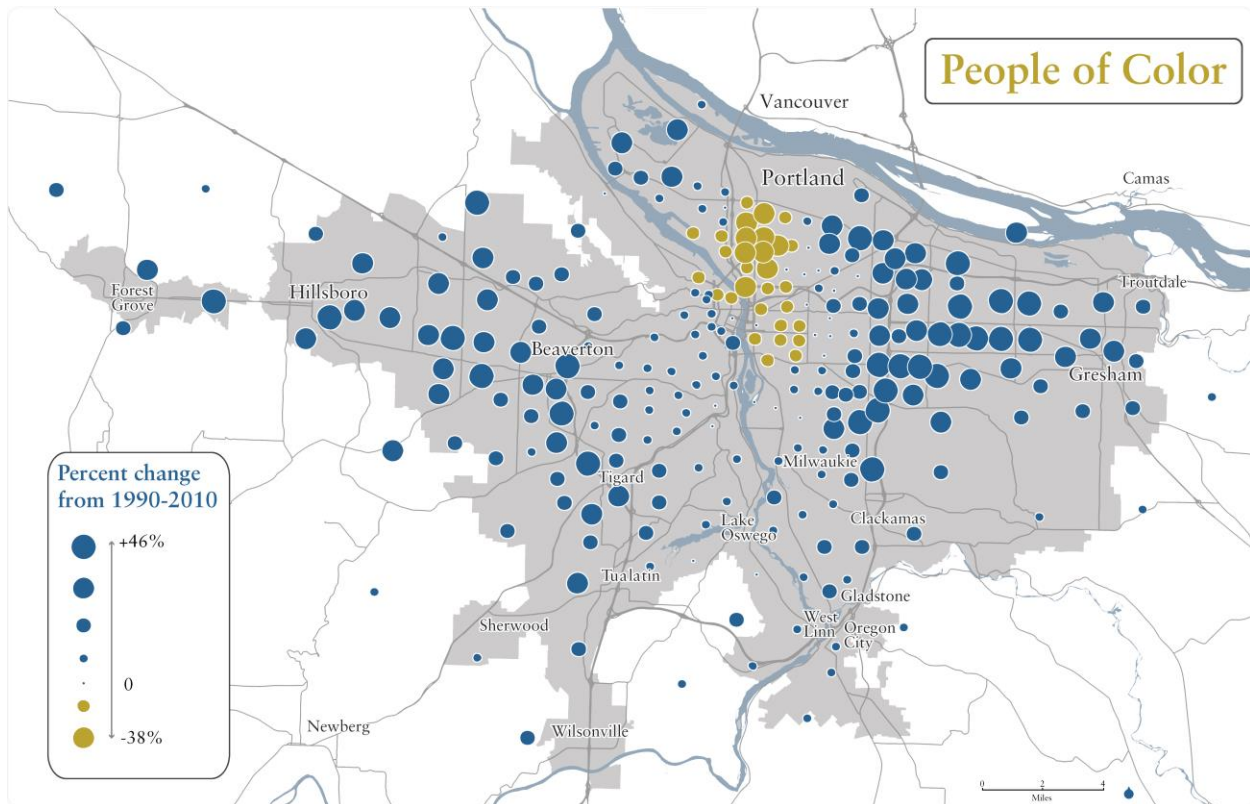 People of Color
Vancouver
Portland
Camas
Troutdale
Forest
Grove
Hillsboro
Beaverton
Gresham
Percent change
from 1990-2010
+46%
0
-38%
Tigard
Milwaukie
Lake
Oswego
Clackamas
Tualatin
Gladstone
Sherwood
West
Linn
Oregon
City
Newberg
Wilsonville
0 2 4
Miles